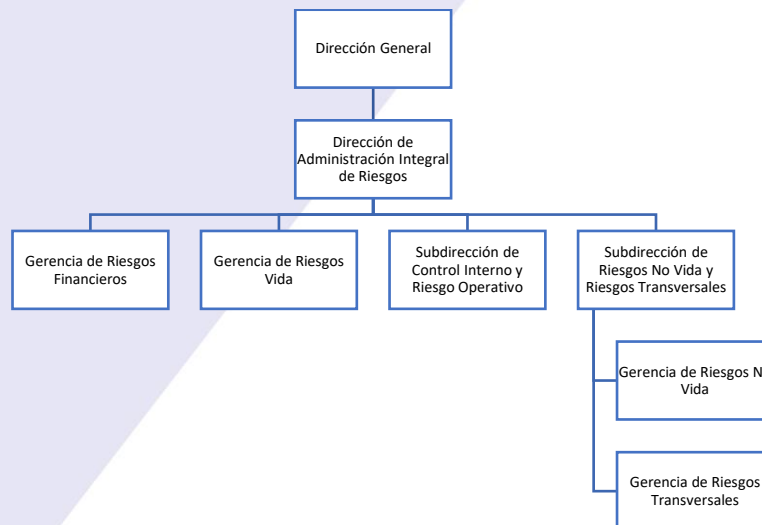 Dirección General
Dirección de
Administración Integral
de Riesgos
Gerencia de Riesgos
Financieros
Gerencia de Riesgos
Vida
Subdirección de
Control Interno y
Riesgo Operativo
Subdirección de
Riesgos No Vida y
Riesgos Transversales
Gerencia de Riesgos N
Vida
Gerencia de Riesgos
Transversales